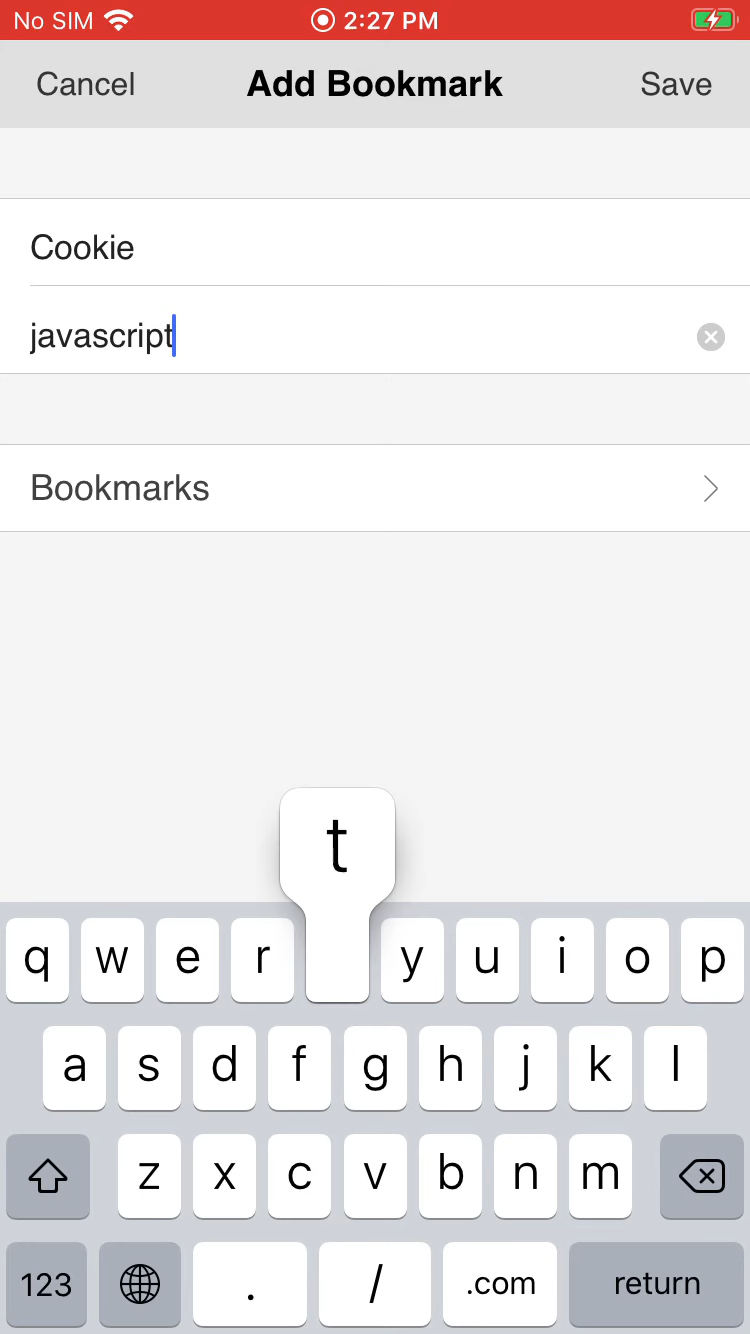 No SIM 2:27 PM
Cancel Add Bookmark Save
Cookie
javascript
Bookmarks
t
q w e r y u i o p
a s d f g h j k l
z x c v b n m
123 . / .com return